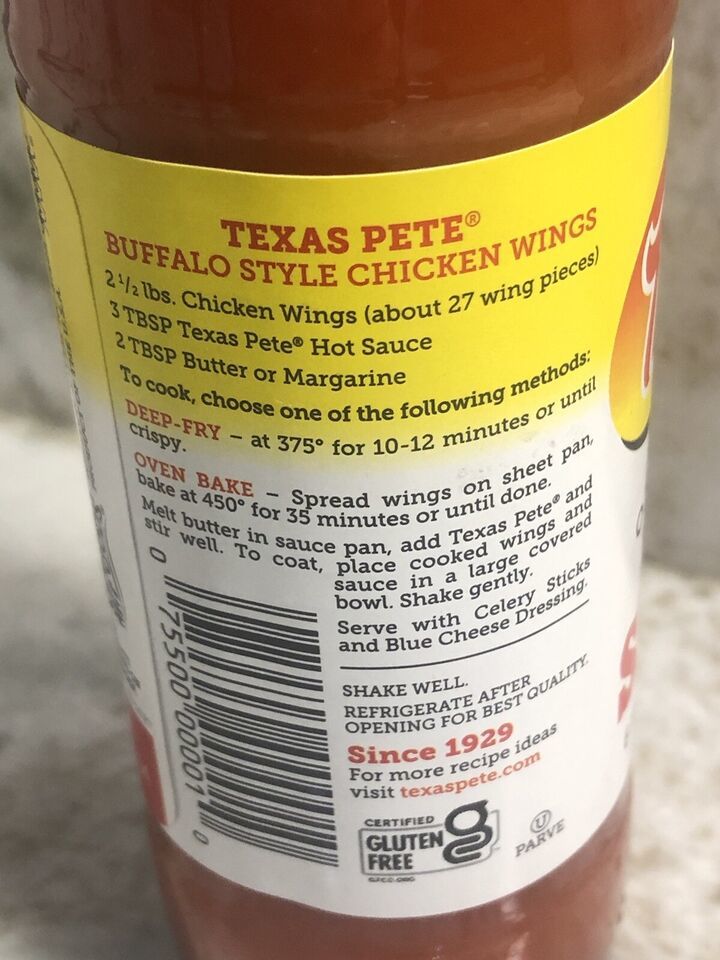 TEXAS PETE®
BUFFALO STYLE CHICKEN WINGS
2 1/2 lbs. Chicken Wings (about 27 wing pieces)
3 TBSP Texas Pete® Hot Sauce
2 TBSP Butter or Margarine
To cook, choose one of the following methods:
DEEP-FRY – at 375° for 10-12 minutes or until
crispy.
OVEN BAKE – Spread wings on sheet pan,
bake at 450° for 35 minutes or until done.
Melt butter in sauce pan, add Texas Pete® and
stir well. To coat, place cooked wings and
sauce in a large covered
bowl. Shake gently.
Serve with Celery Sticks
and Blue Cheese Dressing.
SHAKE WELL.
REFRIGERATE AFTER
OPENING FOR BEST QUALITY.
Since 1929
For more recipe ideas
visit texaspete.com
CERTIFIED
GLUTEN
FREE
GFCO.ORG
U
PARVE
0 75500 00001 0